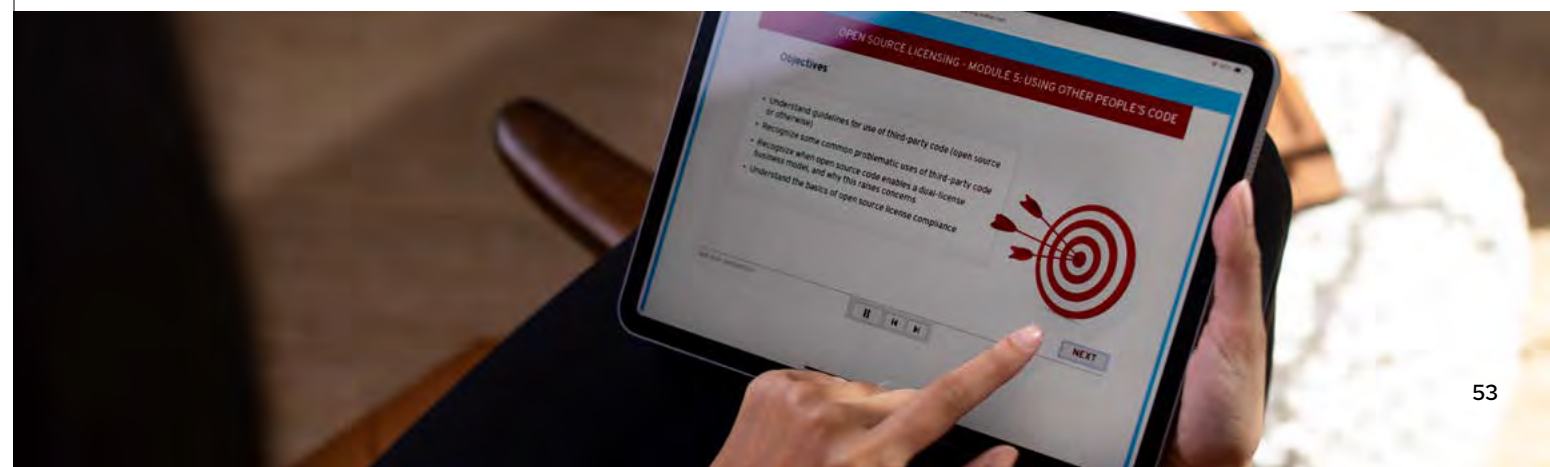 OPEN SOURCE LICENSING - MODULE 5: USING OTHER PEOPLE'S CODE
Objectives
• Understand guidelines for use of third-party code (open source
or otherwise)
• Recognize some common problematic uses of third-party code
• Recognize when open source code enables a dual-license
business model, and why this raises concerns
• Understand the basics of open source license compliance
NEXT
53